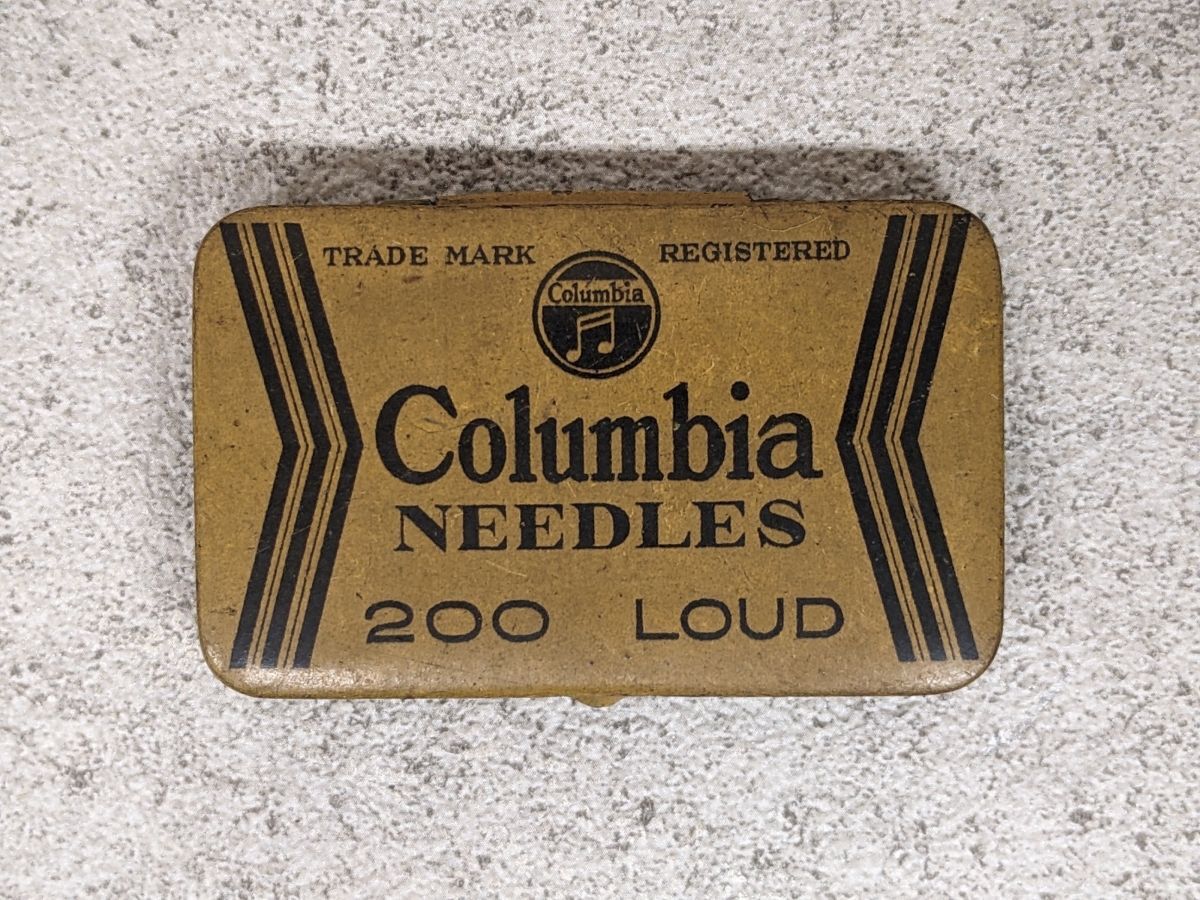 TRADE MARK REGISTERED
Columbia
Columbia
NEEDLES
200 LOUD